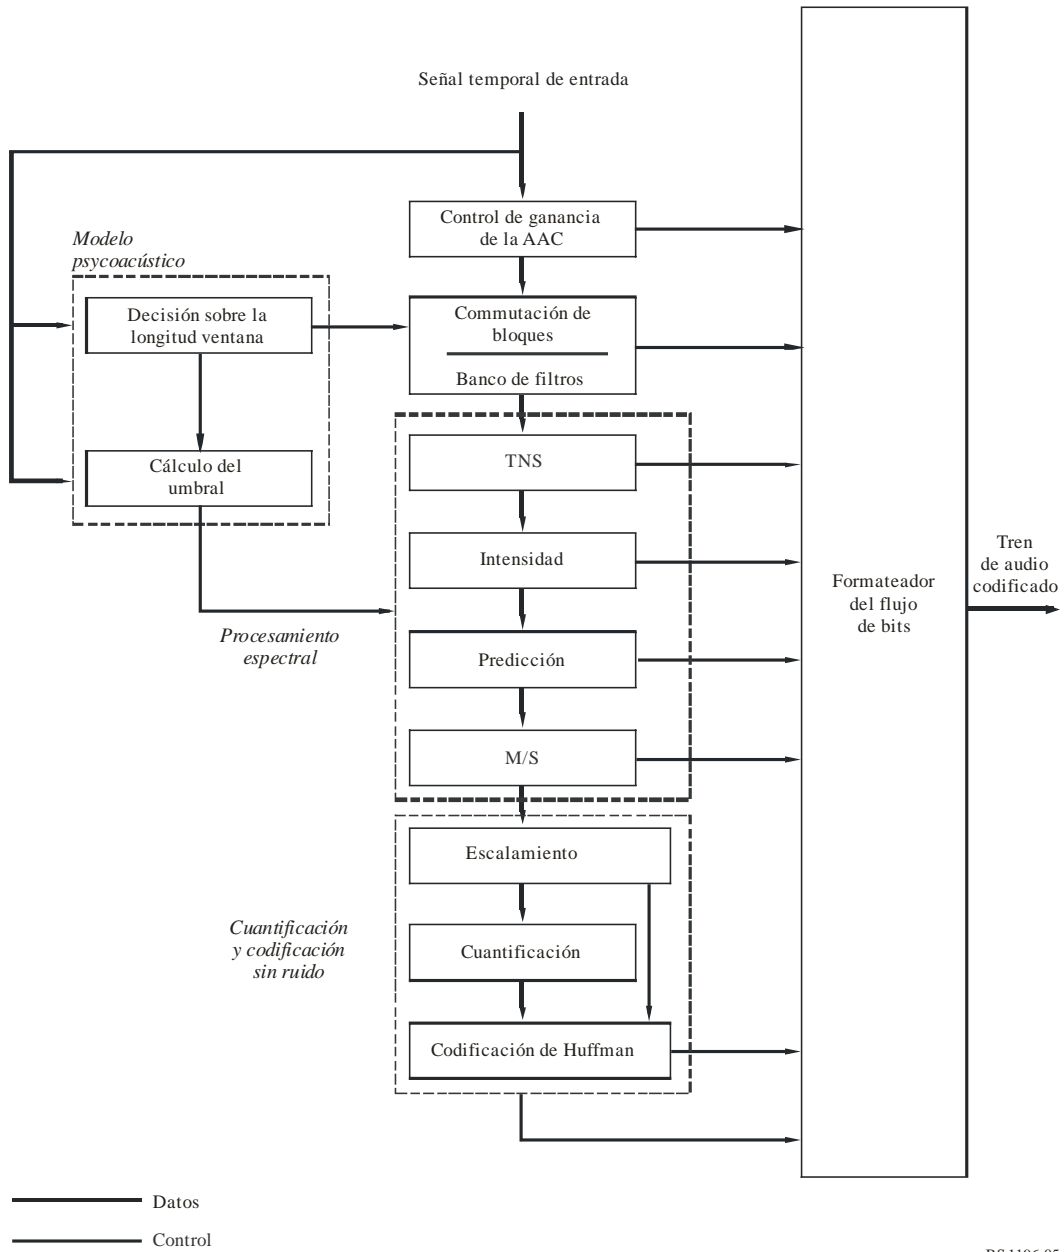 Señal temporal de entrada
Control de ganancia
de la AAC
Modelo
psycoacústico
Decisión sobre la
longitud ventana
Commutación de
bloques
Banco de filtros
Cálculo del
umbral
TNS
Intensidad
Procesamiento
espectral
Predicción
M/S
Formateador
del flujo
de bits
Tren
de audio
codificado
Escalamiento
Cuantificación
y codificación
sin ruido
Cuantificación
Codificación de Huffman
Datos
Control